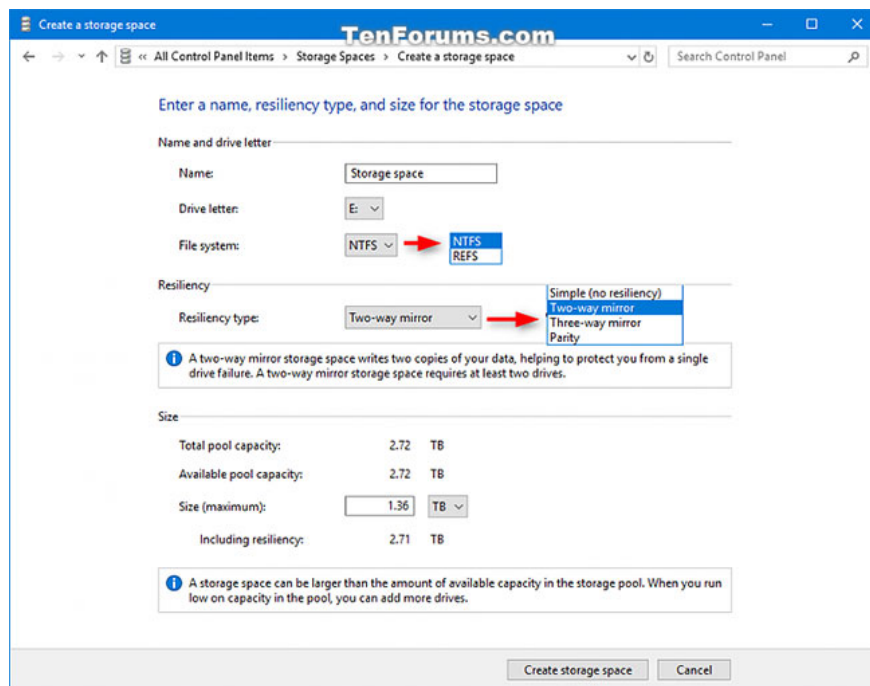 Create a storage space
TenForums.com
« All Control Panel Items > Storage Spaces > Create a storage space
Search Control Panel
Enter a name, resiliency type, and size for the storage space
Name and drive letter
Name: Storage space
Drive letter: E:
File system: NTFS NTFS
REFS
Resiliency
Simple (no resiliency)
Resiliency type: Two-way mirror Two-way mirror
Three-way mirror
Parity
A two-way mirror storage space writes two copies of your data, helping to protect you from a single
drive failure. A two-way mirror storage space requires at least two drives.
Size
Total pool capacity: 2.72 TB
Available pool capacity: 2.72 TB
Size (maximum): 1.36 TB
Including resiliency: 2.71 TB
A storage space can be larger than the amount of available capacity in the storage pool. When you run
low on capacity in the pool, you can add more drives.
Create storage space Cancel